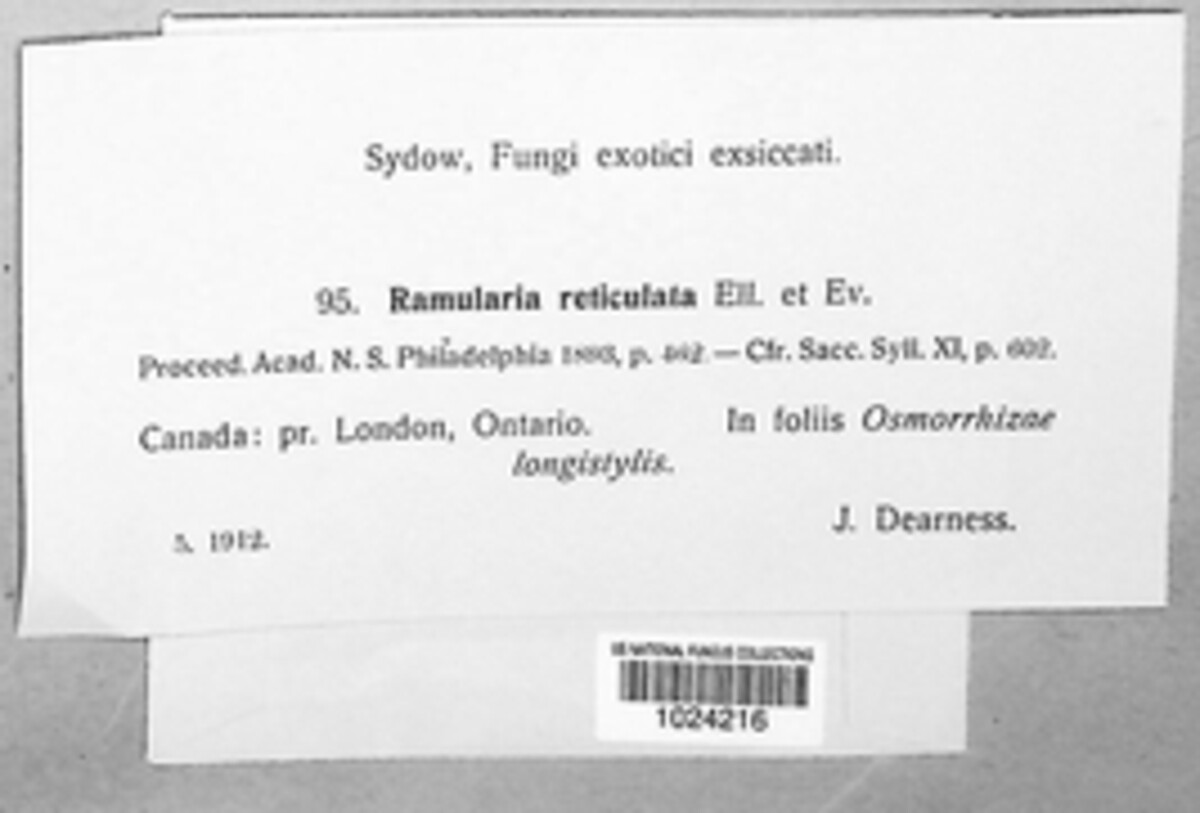 Sydow, Fungi exotici exsiccati.
95. Ramularia reticulata Ell. et Ev.
Proceed. Acad. N. S. Philadelphia 1893, p. 462 — Cfr. Sacc. Syll. XI, p. 602.
Canada: pr. London, Ontario. In foliis Osmorrhizae
longistylis.
J. Dearness.
5. 1912.
US NATIONAL FUNGUS COLLECTIONS
1024216